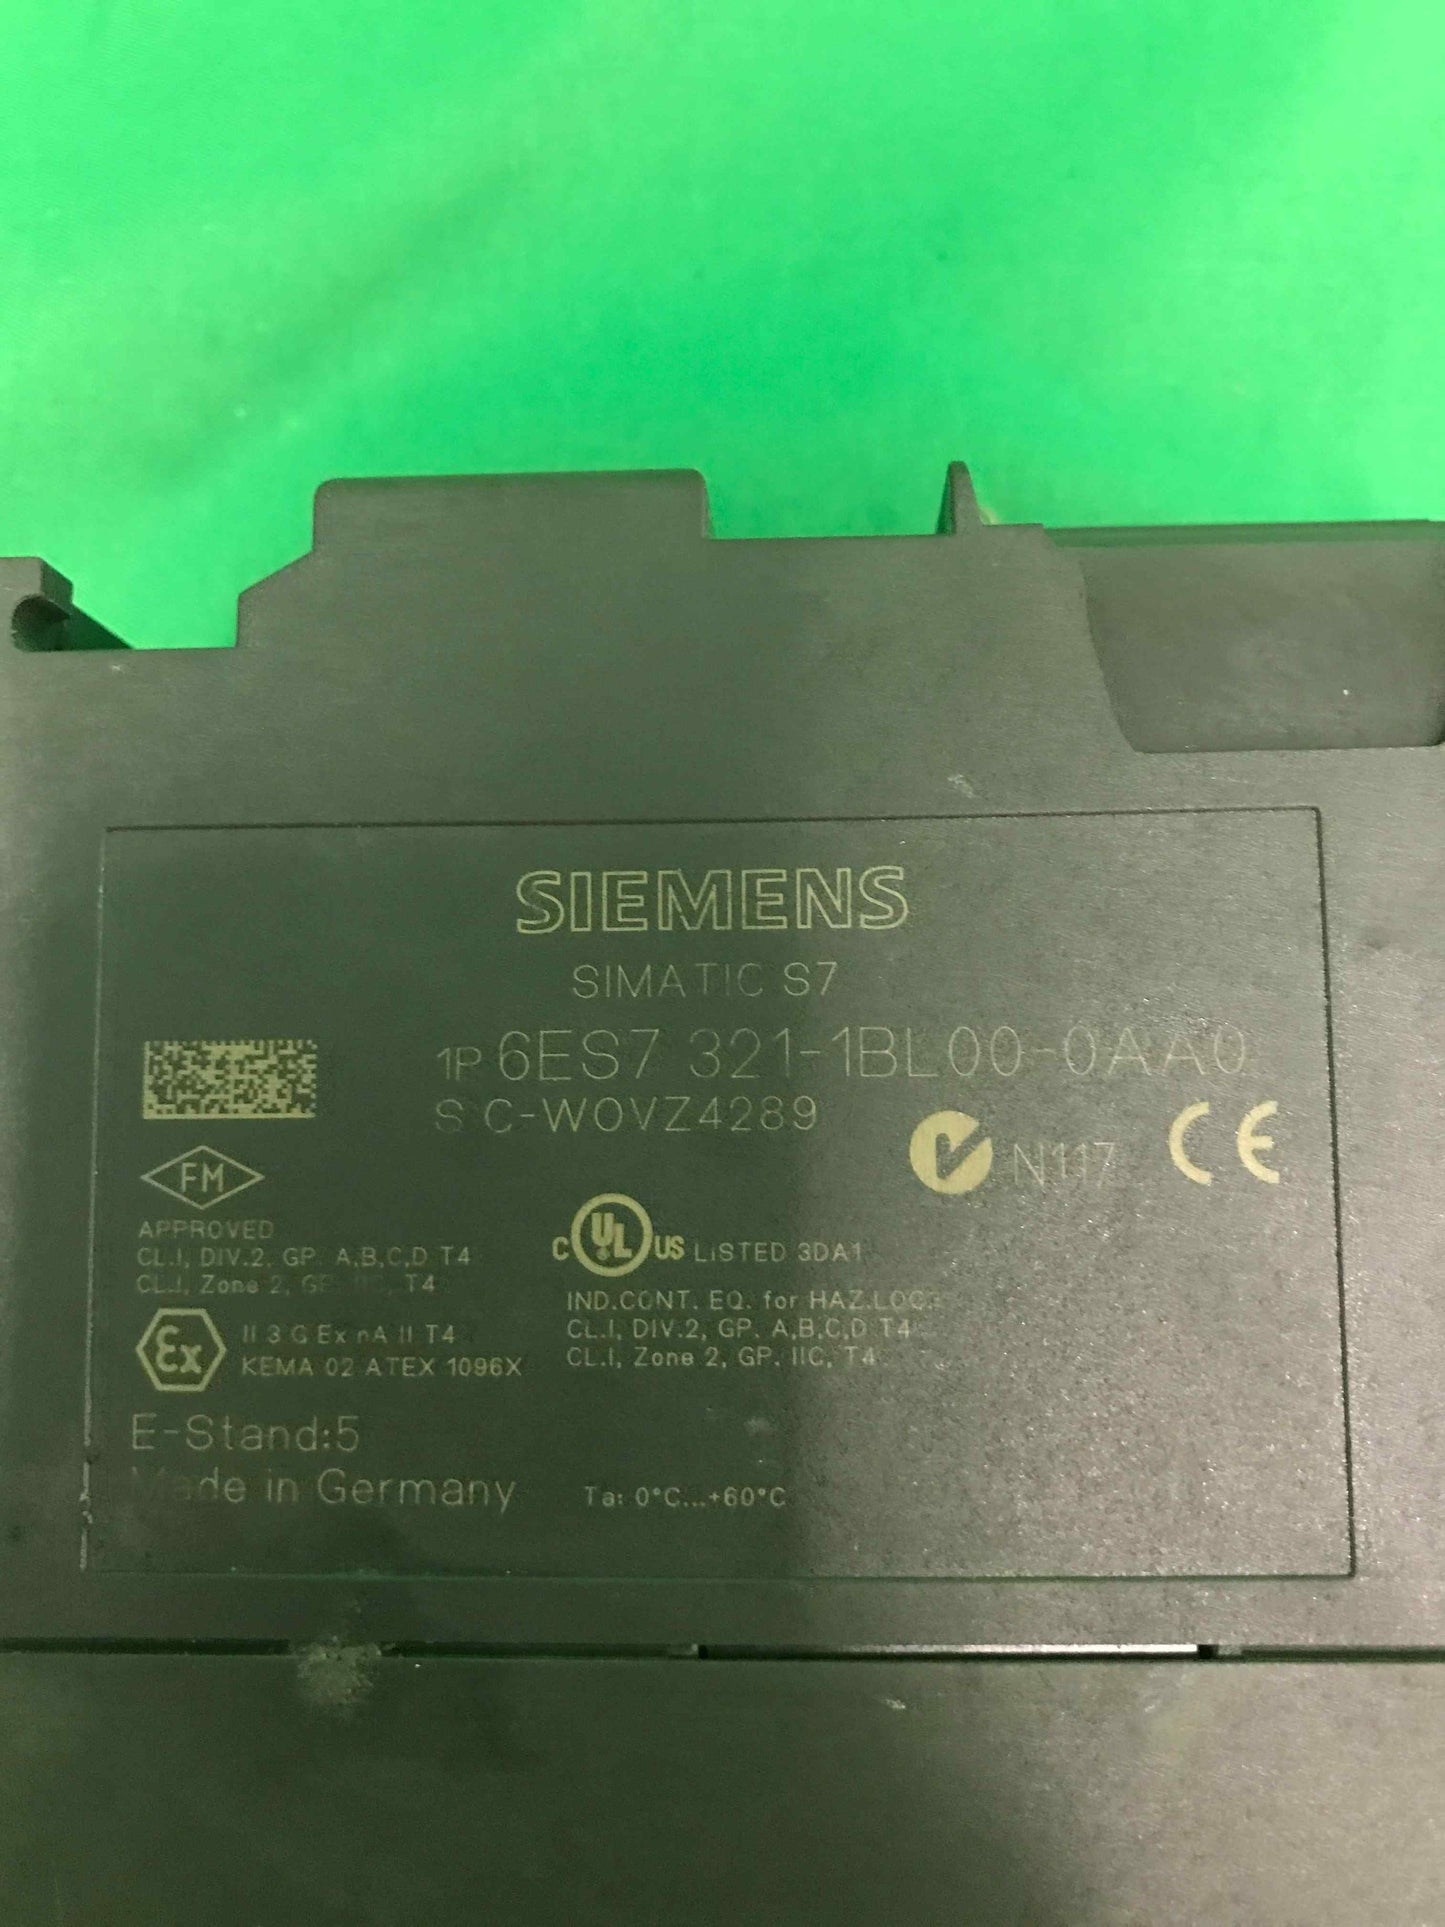 SIEMENS
SIMATIC S7
1P 6ES7 321-1BL00-0AA0
S C-WOVZ4289
N117 CE
FM
APPROVED
CL.I, DIV.2, GP. A,B,C,D T4
CL.I, Zone 2, GP. IIC, T4
C UL US LISTED 3DA1
IND.CONT. EQ. for HAZ.LOC.
CL.I, DIV.2, GP. A,B,C,D T4
CL.I, Zone 2, GP. IIC, T4
Ex II 3 G Ex nA II T4
KEMA 02 ATEX 1096X
E-Stand:5
Made in Germany
Ta: 0°C...+60°C